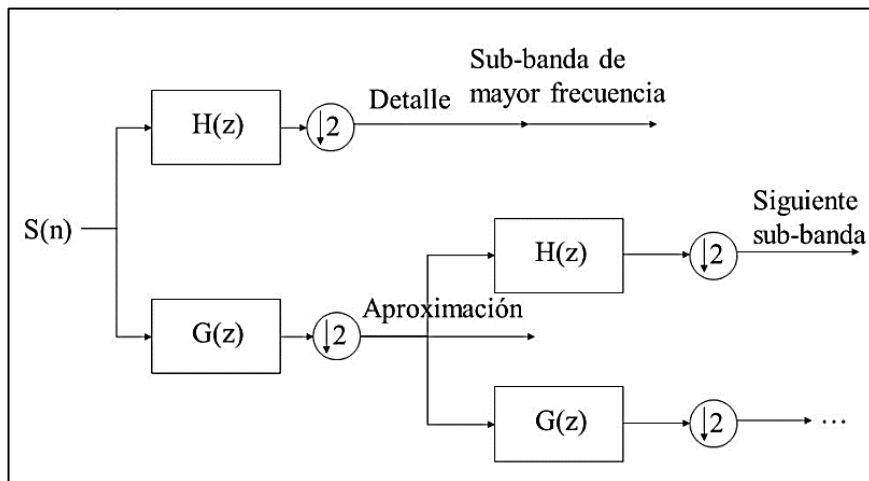 Sub-banda de
mayor frecuencia
Detalle
H(z)
↓2
S(n)
Siguiente
sub-banda
H(z)
↓2
Aproximación
G(z)
↓2
G(z)
↓2
...